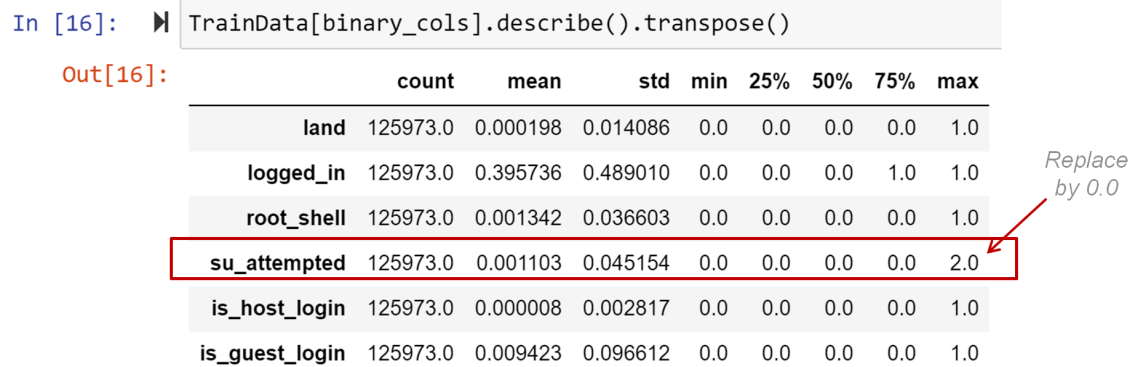 In [16]: TrainData[binary_cols].describe().transpose()
Out[16]:
count mean std min 25% 50% 75% max
land 125973.0 0.000198 0.014086 0.0 0.0 0.0 0.0 1.0
logged_in 125973.0 0.395736 0.489010 0.0 0.0 0.0 1.0 1.0
Replace
by 0.0
root_shell 125973.0 0.001342 0.036603 0.0 0.0 0.0 0.0 1.0
su_attempted 125973.0 0.001103 0.045154 0.0 0.0 0.0 0.0 2.0
is_host_login 125973.0 0.000008 0.002817 0.0 0.0 0.0 0.0 1.0
is_guest_login 125973.0 0.009423 0.096612 0.0 0.0 0.0 0.0 1.0